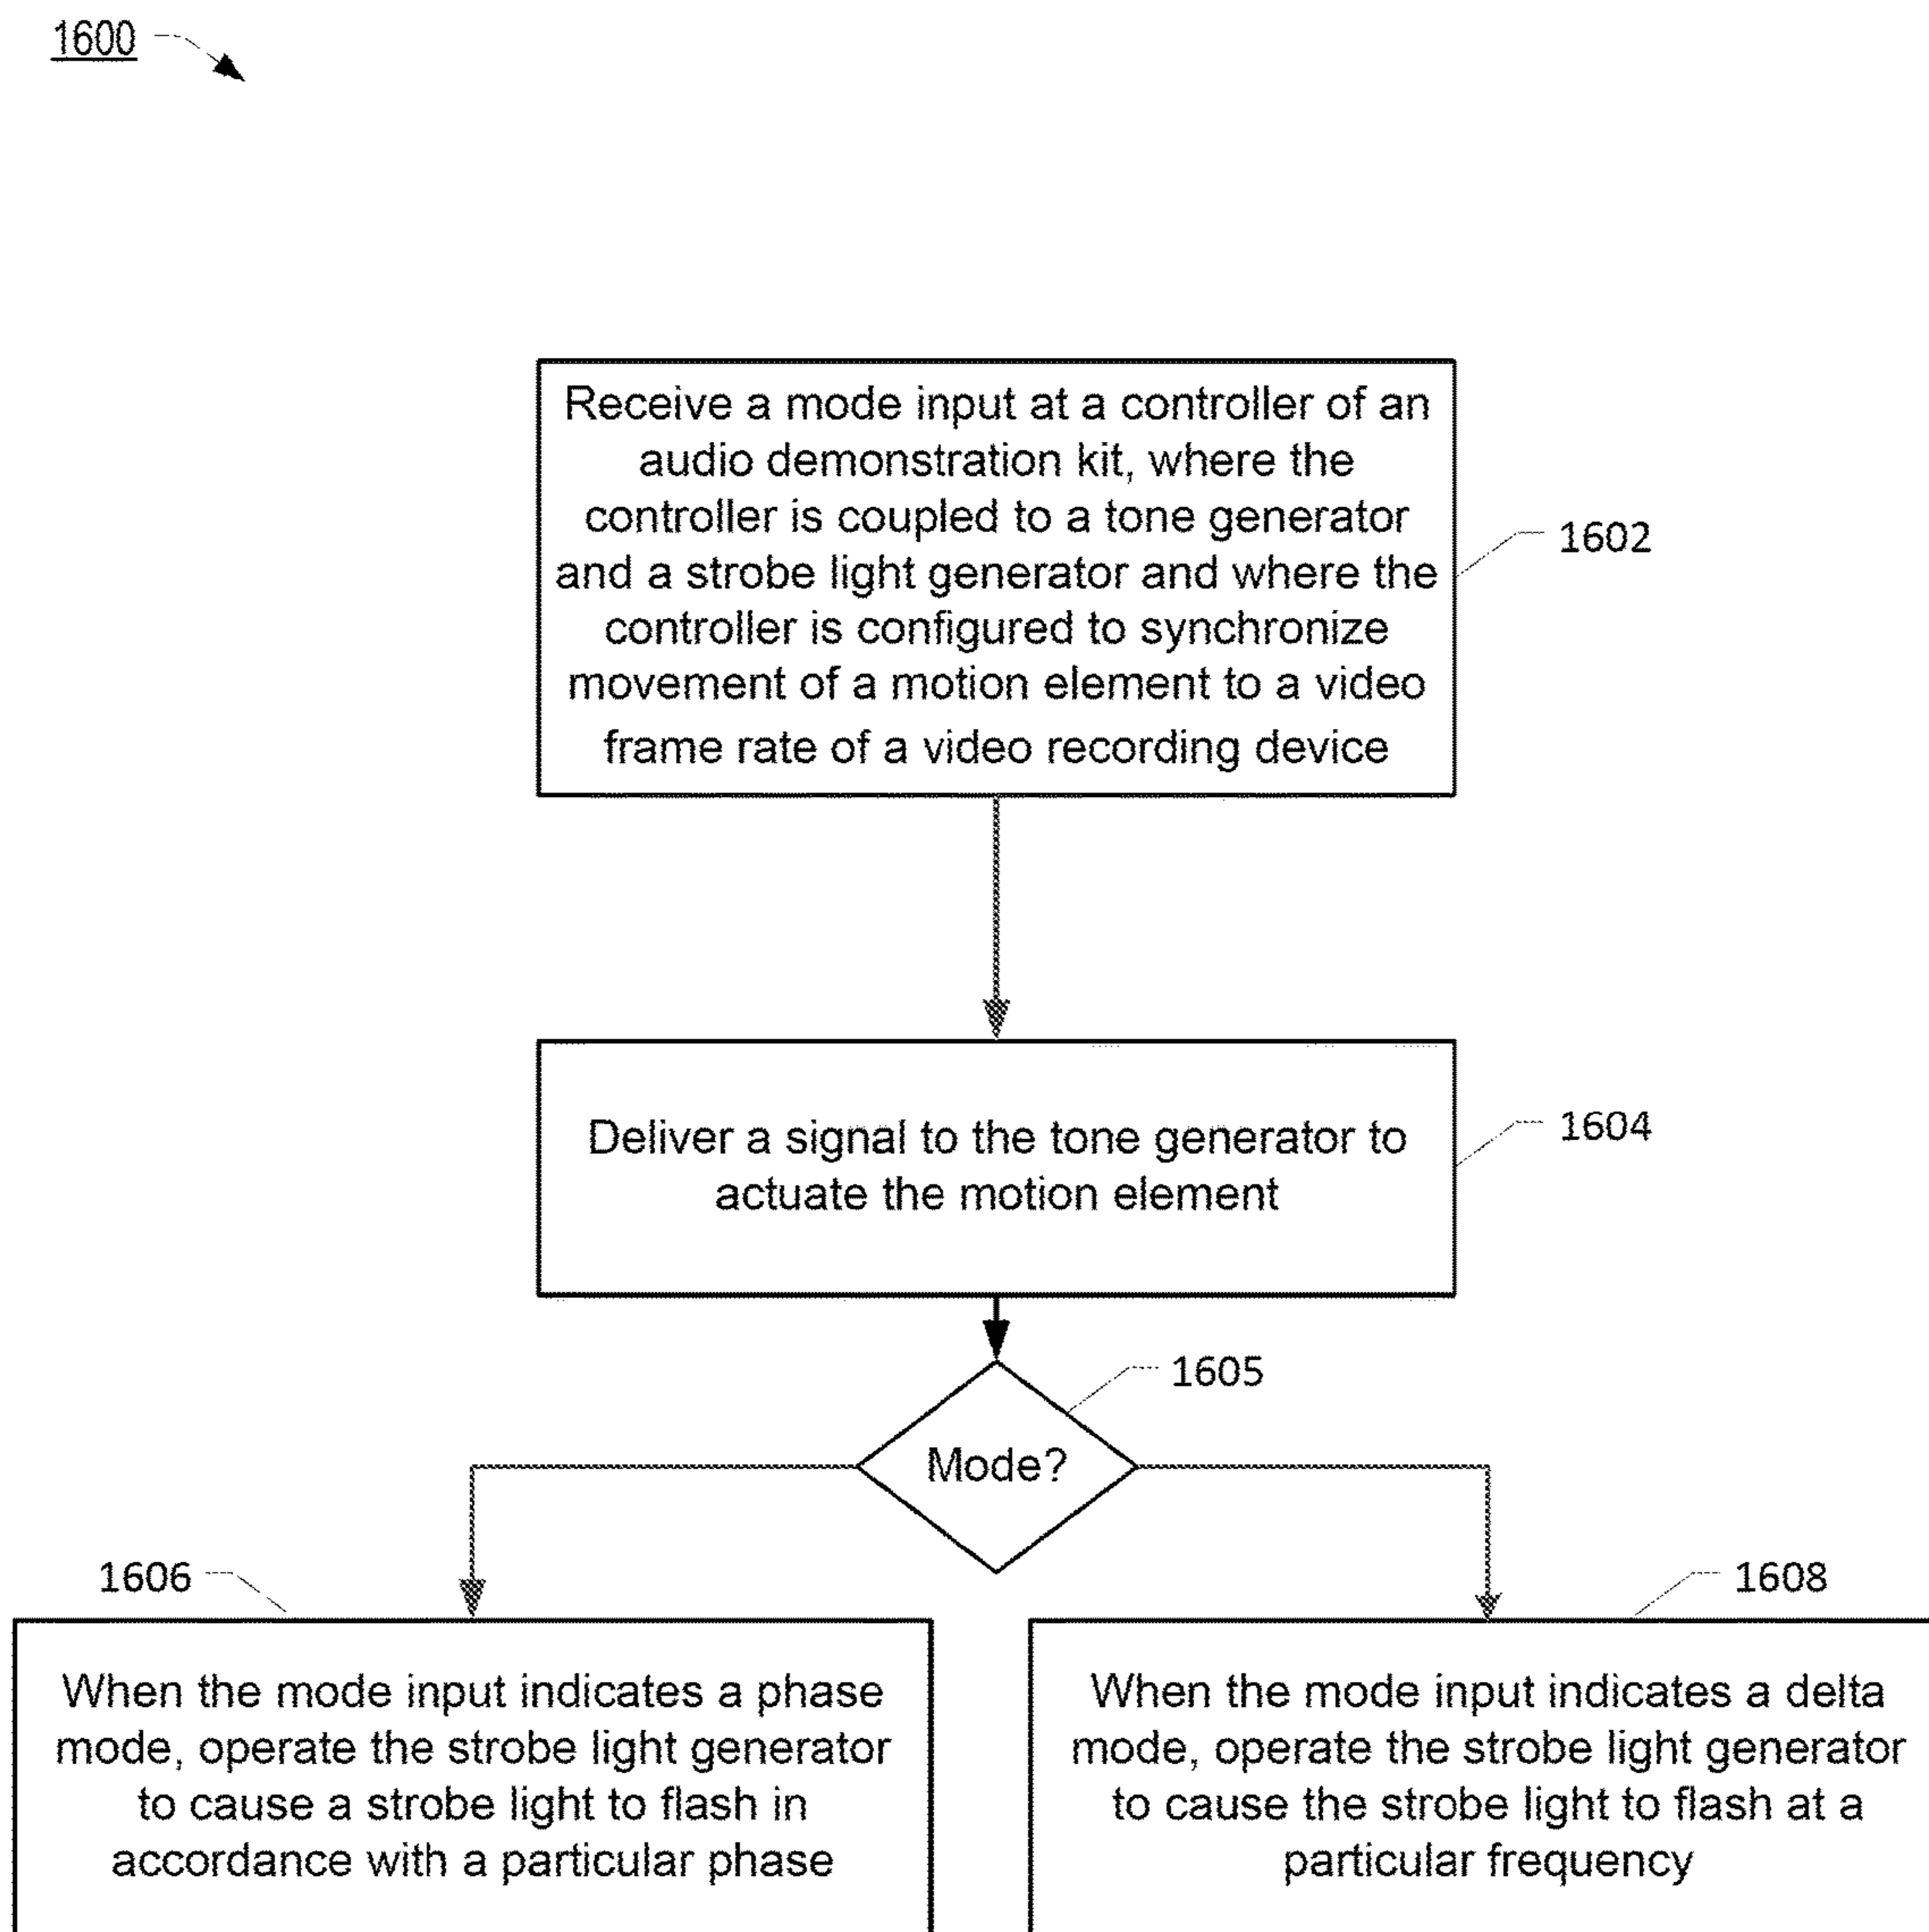 1600
Receive a mode input at a controller of an
audio demonstration kit, where the
controller is coupled to a tone generator
and a strobe light generator and where the
controller is configured to synchronize
movement of a motion element to a video
frame rate of a video recording device
1602
Deliver a signal to the tone generator to
actuate the motion element
1604
1605
Mode?
1606
When the mode input indicates a phase
mode, operate the strobe light generator
to cause a strobe light to flash in
accordance with a particular phase
1608
When the mode input indicates a delta
mode, operate the strobe light generator
to cause the strobe light to flash at a
particular frequency